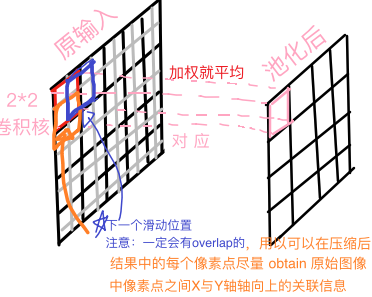 原输入
池化后
加权就平均
2*2
卷积核
对应
下一个滑动位置
注意：一定会有overlap的，用以可以在压缩后
结果中的每个像素点尽量 obtain 原始图像
中像素点之间X与Y轴轴向上的关联信息